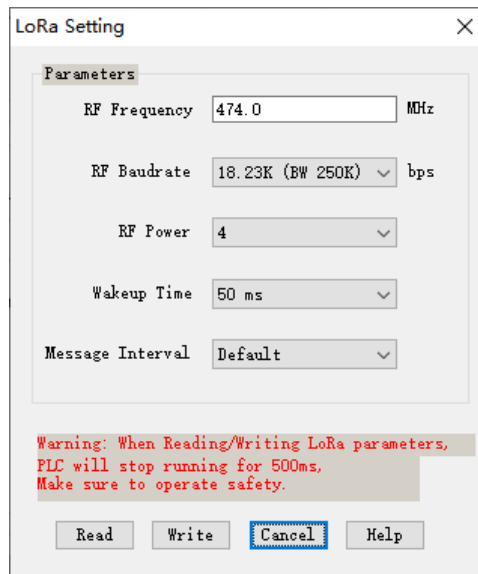 LoRa Setting
Parameters
RF Frequency 474.0 MHz
RF Baudrate 18.23K (BW 250K) bps
RF Power 4
Wakeup Time 50 ms
Message Interval Default
Warning: When Reading/Writing LoRa parameters,
PLC will stop running for 500ms,
Make sure to operate safety.
Read Write Cancel Help